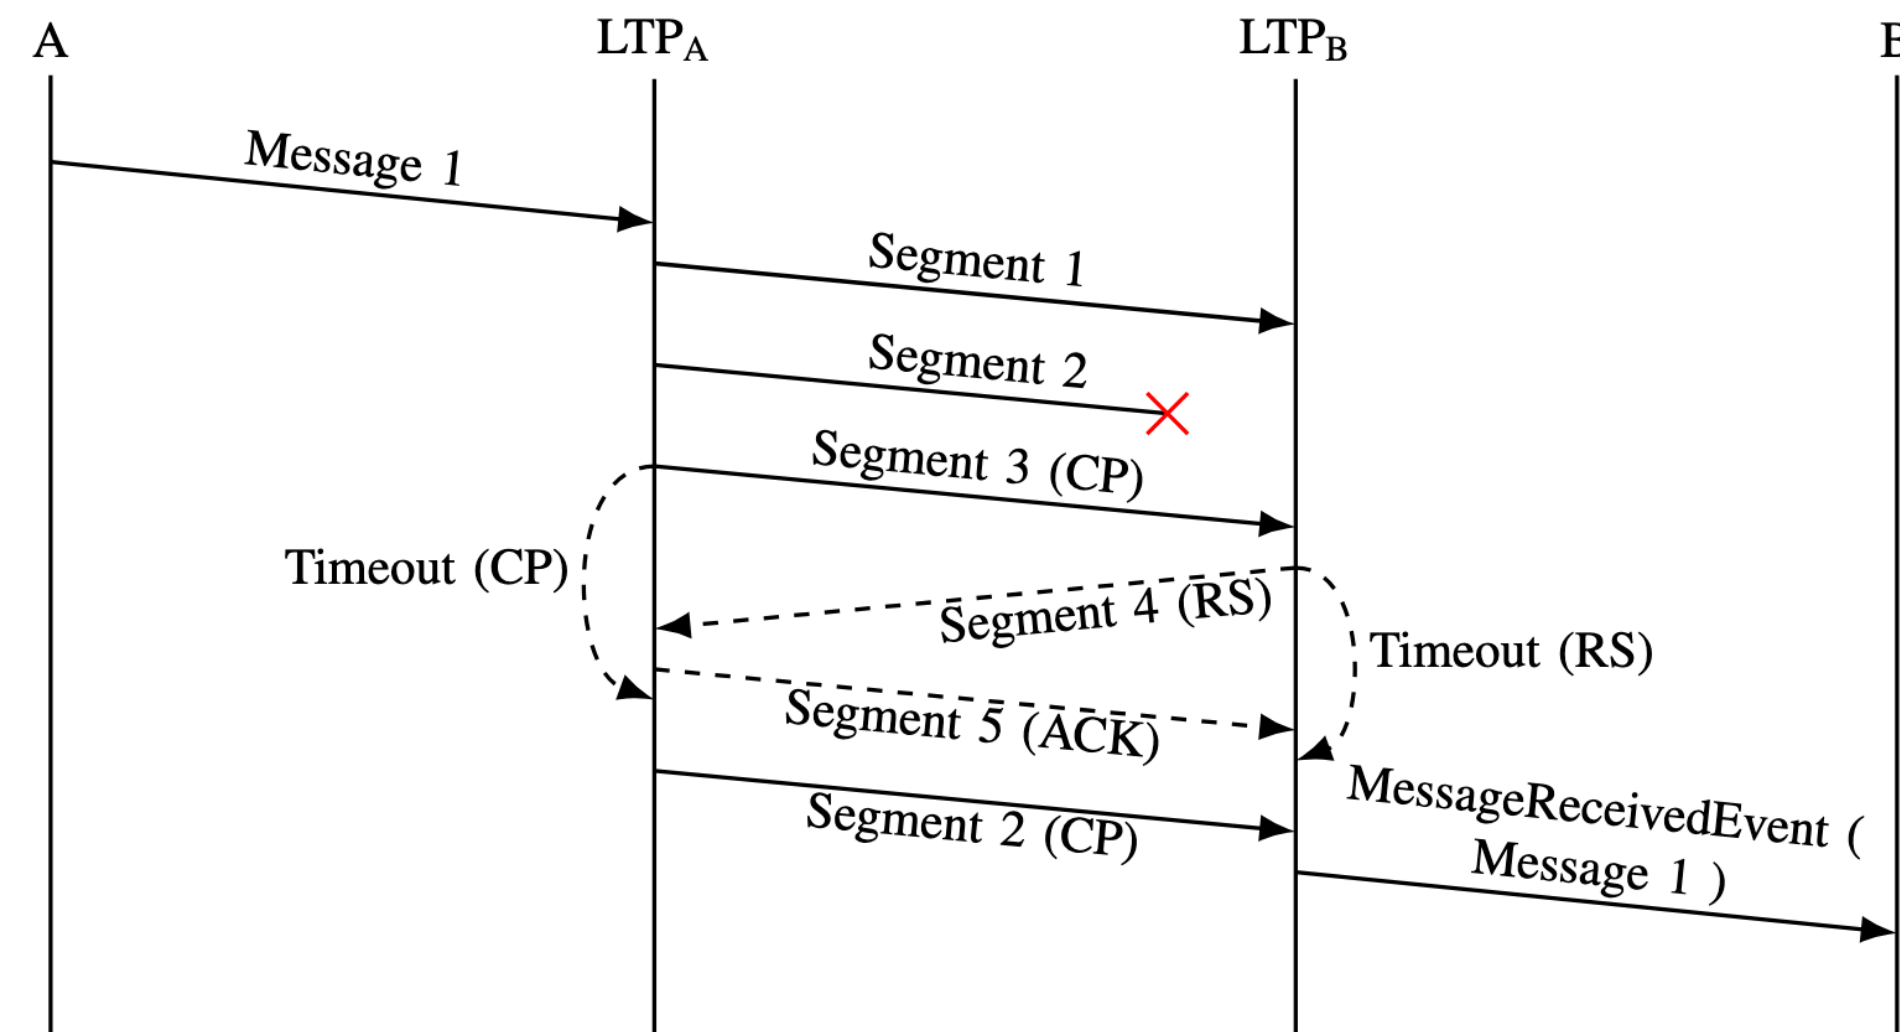 A
LTPA
LTPB
B
Message 1
Segment 1
Segment 2
Segment 3 (CP)
Timeout (CP)
Segment 4 (RS)
Timeout (RS)
Segment 5 (ACK)
Segment 2 (CP)
MessageReceivedEvent (
Message 1 )